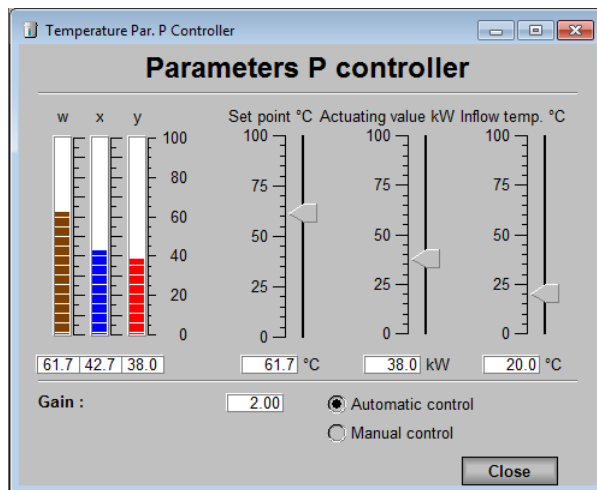 Temperature Par. P Controller
Parameters P controller
w x y Set point °C Actuating value kW Inflow temp. °C
100 100 100 100
80 75 75 75
60 50 50 50
40 25 25 25
20
0 0 0 0
61.7 42.7 38.0 61.7 °C 38.0 kW 20.0 °C
Gain : 2.00 Automatic control
Manual control
Close